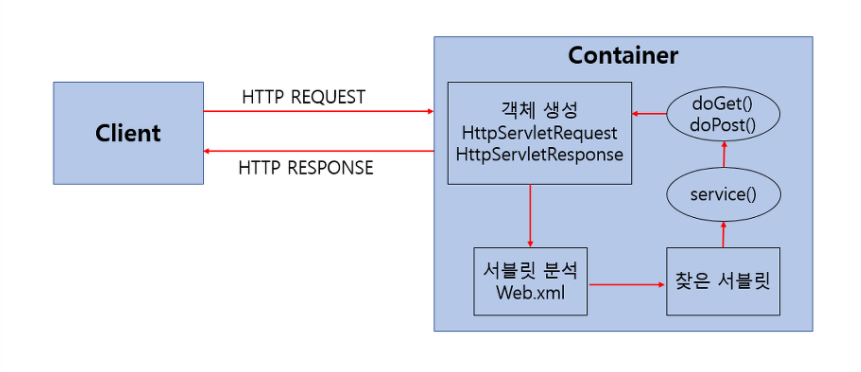 Container
Client
HTTP REQUEST
HTTP RESPONSE
객체 생성
HttpServletRequest
HttpServletResponse
doGet()
doPost()
service()
서블릿 분석
Web.xml
찾은 서블릿